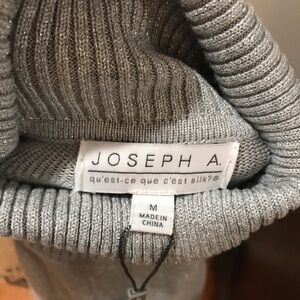 JOSEPH A.
qu'est-ce que c'est silk?®
M
MADE IN
CHINA